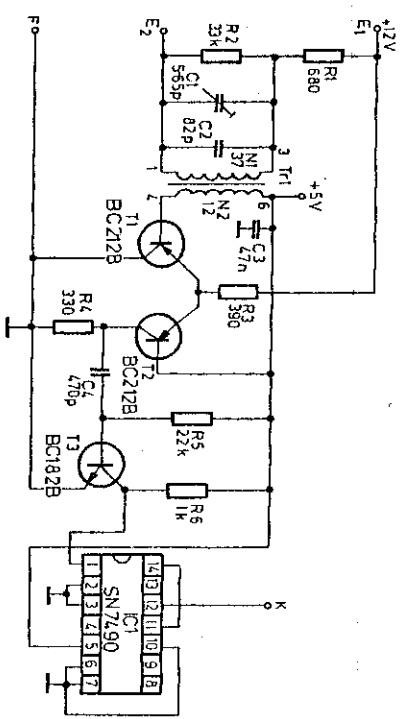 +12V
E1
R1
680
R2
33k
E2
F
C1
565p
C2
82p
3
1
Tr1
N1
37
N2
12
6
+5V
C3
47n
T1
BC212B
R3
390
T2
BC212B
R4
330
C4
470p
R5
22k
T3
BC182B
R6
1k
K
14 13 12 11 10 9 8
IC1
SN7490
1 2 3 4 5 6 7